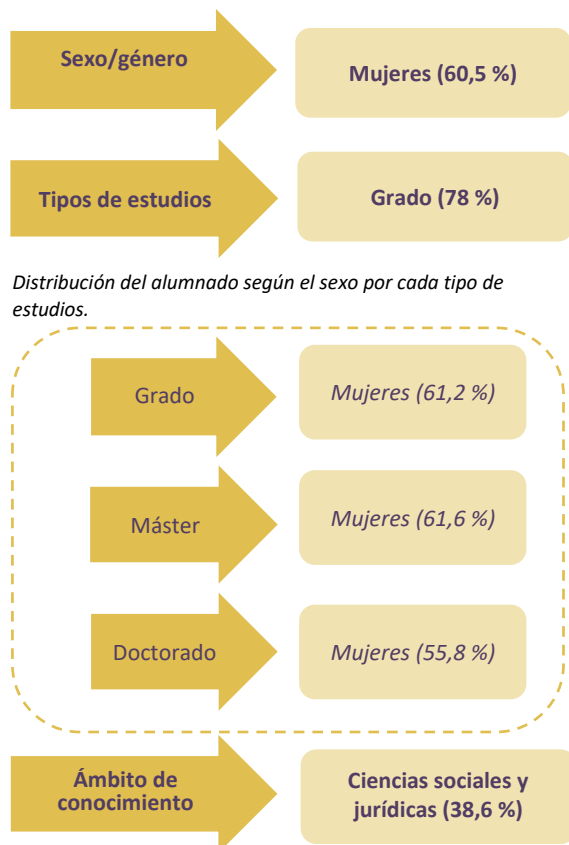 Sexo/género
Mujeres (60,5 %)
Tipos de estudios
Grado (78 %)
Distribución del alumnado según el sexo por cada tipo de
estudios.
Grado
Mujeres (61,2 %)
Máster
Mujeres (61,6 %)
Doctorado
Mujeres (55,8 %)
Ámbito de
conocimiento
Ciencias sociales y
jurídicas (38,6 %)